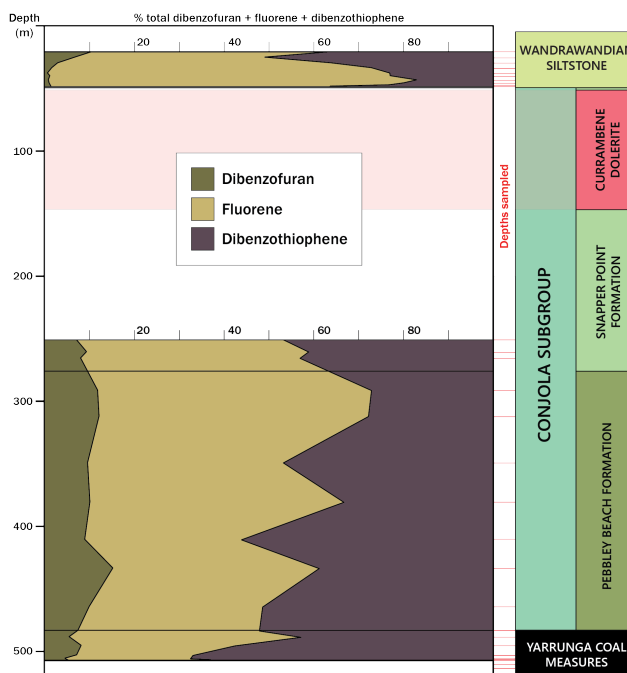 Depth
(m)
% total dibenzofuran + fluorene + dibenzothiophene
20 40 60 80
100
200
300
400
500
Dibenzofuran
Fluorene
Dibenzothiophene
20 40 60 80
Depths sampled
WANDRAWANDIAN
SILTSTONE
CONJOLA SUBGROUP
CURRAMBENE
DOLERITE
SNAPPER POINT
FORMATION
PEBBLEY BEACH FORMATION
YARRUNGA COAL
MEASURES